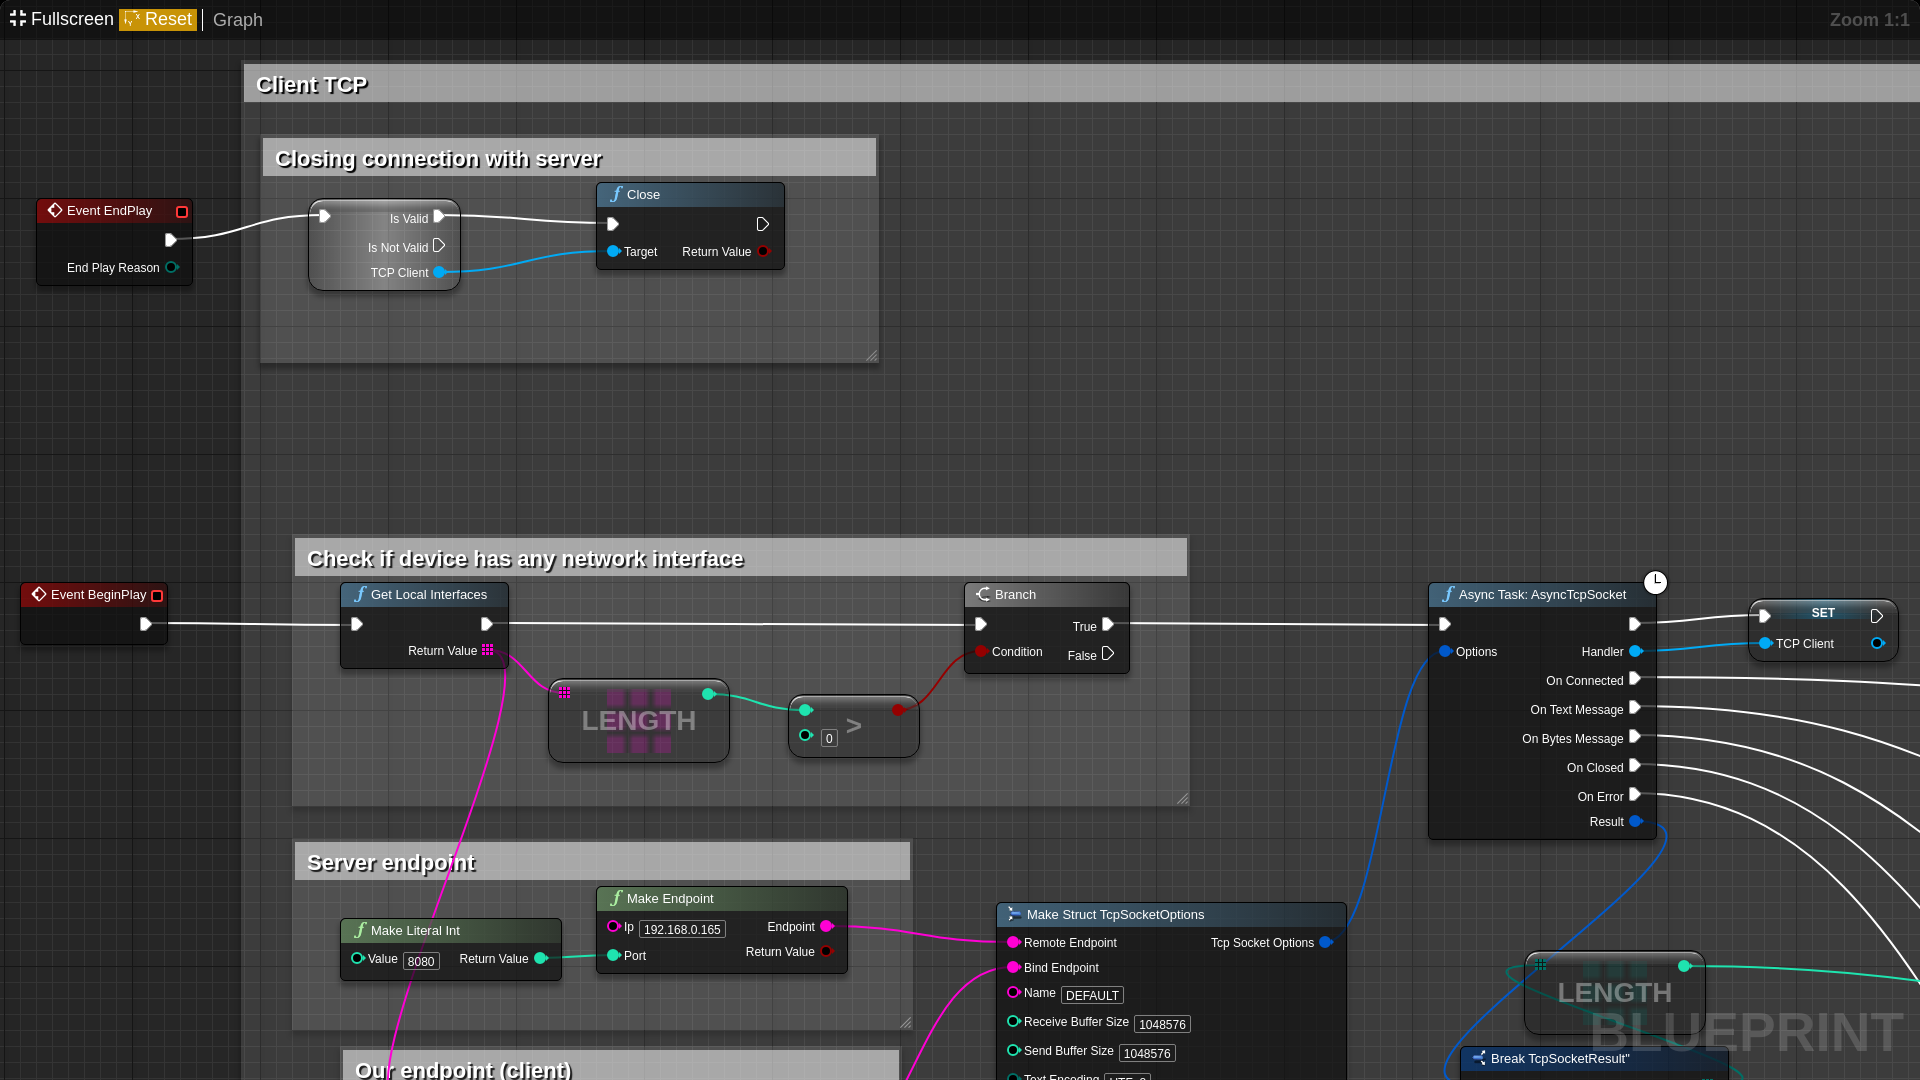 Fullscreen Reset Graph Zoom 1:1
Client TCP
Closing connection with server
Event EndPlay
End Play Reason
Is Valid
Is Not Valid
TCP Client
Close
Target Return Value
Check if device has any network interface
Event BeginPlay
Get Local Interfaces
Return Value
LENGTH
0 >
Branch
True
Condition False
Async Task: AsyncTcpSocket
Options Handler
On Connected
On Text Message
On Bytes Message
On Closed
On Error
Result
SET
TCP Client
Server endpoint
Make Literal Int
Value 8080 Return Value
Make Endpoint
Ip 192.168.0.165 Endpoint
Port Return Value
Make Struct TcpSocketOptions
Remote Endpoint Tcp Socket Options
Bind Endpoint
Name DEFAULT
Receive Buffer Size 1048576
Send Buffer Size 1048576
Text Encoding UTF_8
LENGTH
BLUEPRINT
Break TcpSocketResult"
Our endpoint (client)